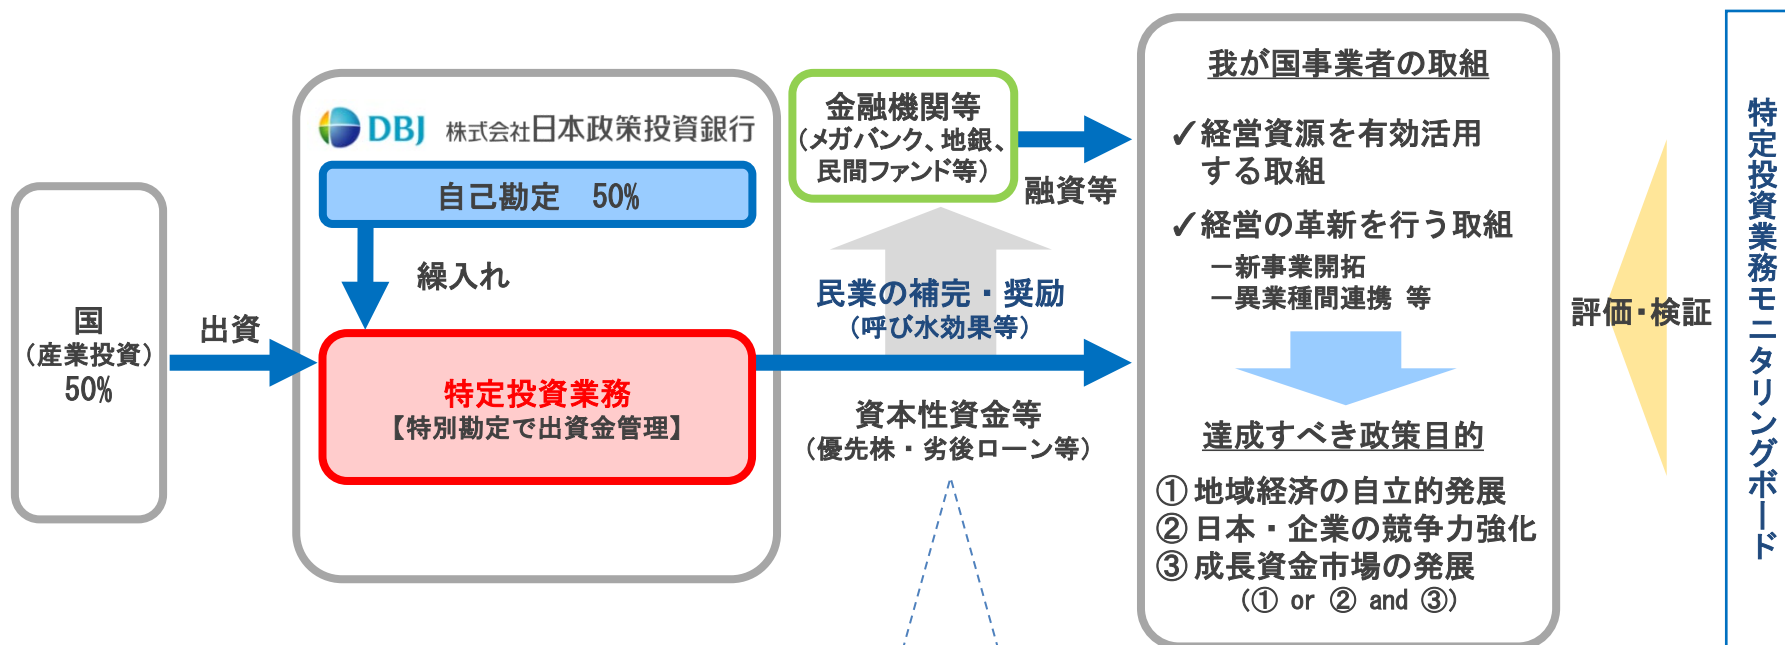 国
（産業投資）
50%
出資
DBJ 株式会社日本政策投資銀行
自己勘定　50%
繰入れ
特定投資業務
【特別勘定で出資金管理】
金融機関等
（メガバンク、地銀、
民間ファンド等）
融資等
民業の補完・奨励
（呼び水効果等）
資本性資金等
（優先株・劣後ローン等）
我が国事業者の取組
✓経営資源を有効活用
する取組
✓経営の革新を行う取組
－新事業開拓
－異業種間連携 等
達成すべき政策目的
①地域経済の自立的発展
②日本・企業の競争力強化
③成長資金市場の発展
（① or ② and ③）
評価・検証
特定投資業務モニタリングボード